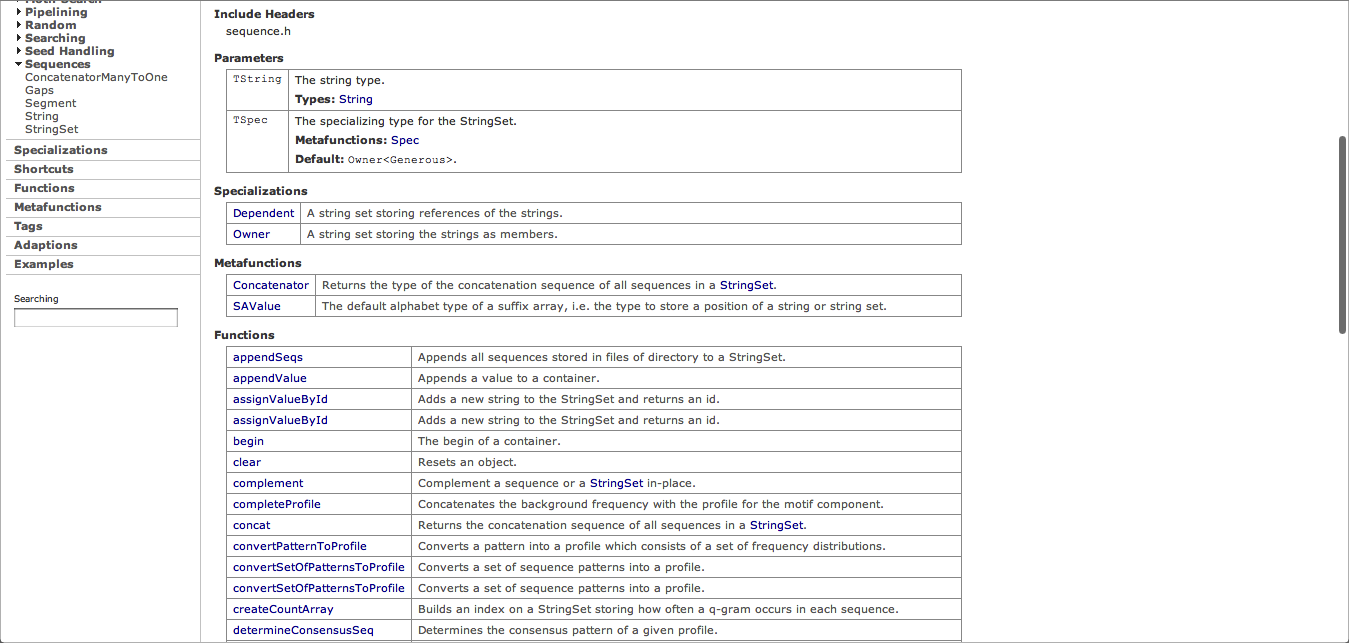 Motif Search
Pipelining
Random
Searching
Seed Handling
Sequences
ConcatenatorManyToOne
Gaps
Segment
String
StringSet
Specializations
Shortcuts
Functions
Metafunctions
Tags
Adaptions
Examples
Searching
Include Headers
sequence.h
Parameters
TString The string type.
Types: String
TSpec The specializing type for the StringSet.
Metafunctions: Spec
Default: Owner<Generous>.
Specializations
Dependent A string set storing references of the strings.
Owner A string set storing the strings as members.
Metafunctions
Concatenator Returns the type of the concatenation sequence of all sequences in a StringSet.
SAValue The default alphabet type of a suffix array, i.e. the type to store a position of a string or string set.
Functions
appendSeqs Appends all sequences stored in files of directory to a StringSet.
appendValue Appends a value to a container.
assignValueById Adds a new string to the StringSet and returns an id.
assignValueById Adds a new string to the StringSet and returns an id.
begin The begin of a container.
clear Resets an object.
complement Complement a sequence or a StringSet in-place.
completeProfile Concatenates the background frequency with the profile for the motif component.
concat Returns the concatenation sequence of all sequences in a StringSet.
convertPatternToProfile Converts a pattern into a profile which consists of a set of frequency distributions.
convertSetOfPatternsToProfile Converts a set of sequence patterns into a profile.
convertSetOfPatternsToProfile Converts a set of sequence patterns into a profile.
createCountArray Builds an index on a StringSet storing how often a q-gram occurs in each sequence.
determineConsensusSeq Determines the consensus pattern of a given profile.